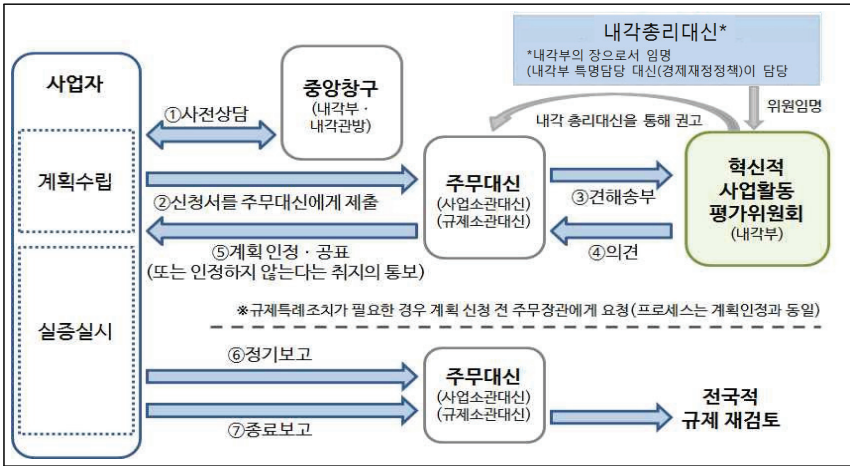 내각총리대신*
*내각부의 장으로서 임명
(내각부 특명담당 대신(경제재정정책)이 담당
사업자
중앙창구
(내각부 ·
내각관방)
①사전상담
내각 총리대신을 통해 권고
위원임명
계획수립
②신청서를 주무대신에게 제출
주무대신
(사업소관대신)
(규제소관대신)
③견해송부
혁신적
사업활동
평가위원회
(내각부)
④의견
⑤계획 인정 · 공표
(또는 인정하지 않는다는 취지의 통보)
※규제특례조치가 필요한 경우 계획 신청 전 주무장관에게 요청(프로세스는 계획인정과 동일)
실증실시
⑥정기보고
주무대신
(사업소관대신)
(규제소관대신)
⑦종료보고
전국적
규제 재검토